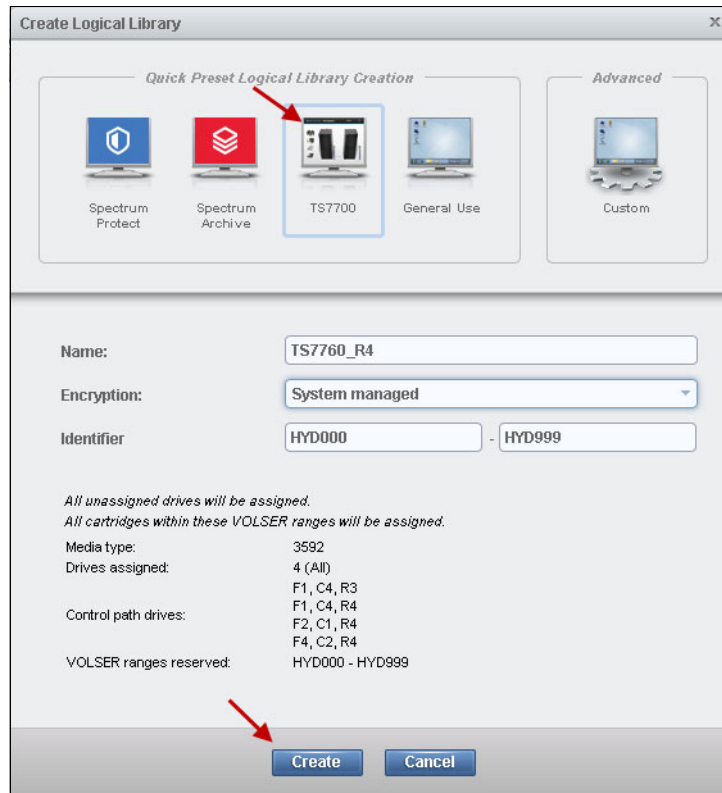 Create Logical Library
x
Quick Preset Logical Library Creation
Advanced
Spectrum
Protect
Spectrum
Archive
TS7700
General Use
Custom
Name:
TS7760_R4
Encryption:
System managed
Identifier
HYD000 - HYD999
All unassigned drives will be assigned.
All cartridges within these VOLSER ranges will be assigned.
Media type: 3592
Drives assigned: 4 (All)
Control path drives:
F1, C4, R3
F1, C4, R4
F2, C1, R4
F4, C2, R4
VOLSER ranges reserved: HYD000 - HYD999
Create
Cancel